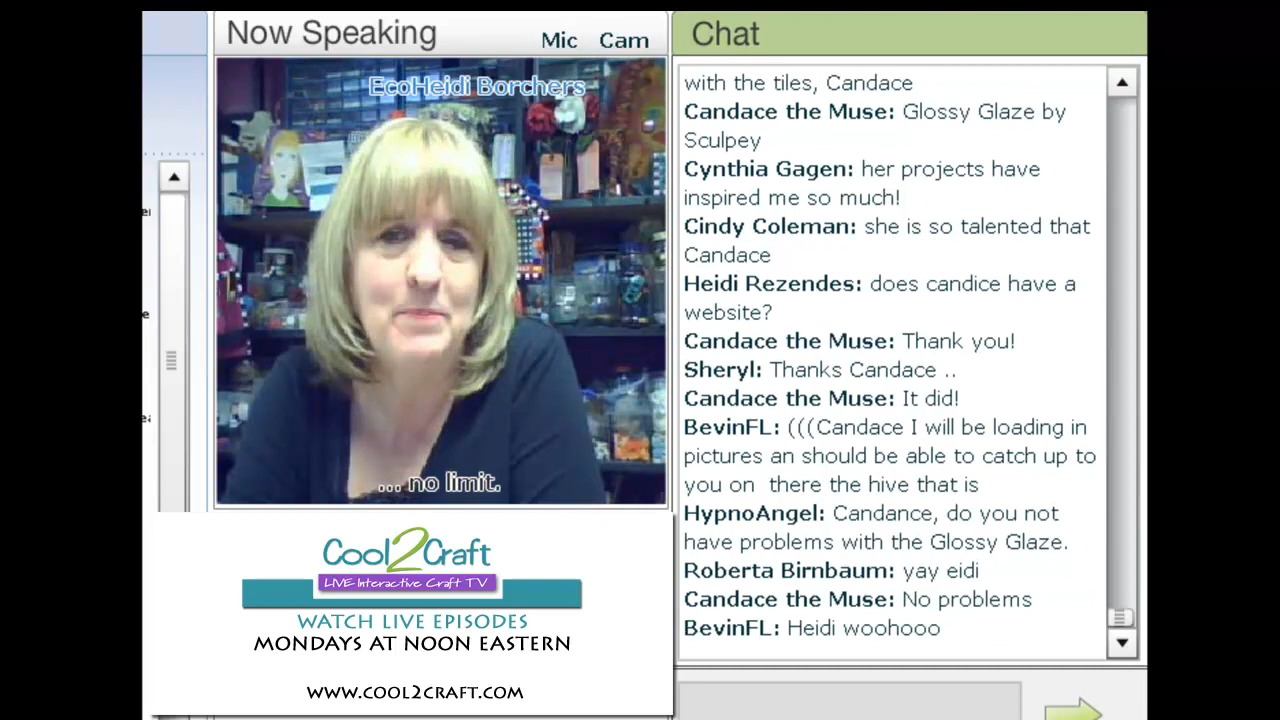 Now Speaking
Mic Cam
EcoHeidi Borchers
... no limit.
Cool2Craft
LIVE Interactive Craft TV
WATCH LIVE EPISODES
MONDAYS AT NOON EASTERN
WWW.COOL2CRAFT.COM
Chat
with the tiles, Candace
Candace the Muse: Glossy Glaze by
Sculpey
Cynthia Gagen: her projects have
inspired me so much!
Cindy Coleman: she is so talented that
Candace
Heidi Rezendes: does candice have a
website?
Candace the Muse: Thank you!
Sheryl: Thanks Candace ..
Candace the Muse: It did!
BevinFL: (((Candace I will be loading in
pictures an should be able to catch up to
you on  there the hive that is
HypnoAngel: Candance, do you not
have problems with the Glossy Glaze.
Roberta Birnbaum: yay eidi
Candace the Muse: No problems
BevinFL: Heidi woohooo